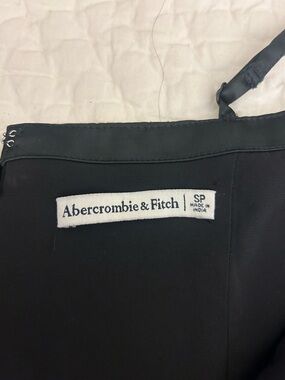 Abercrombie & Fitch
SP
MADE IN
INDIA